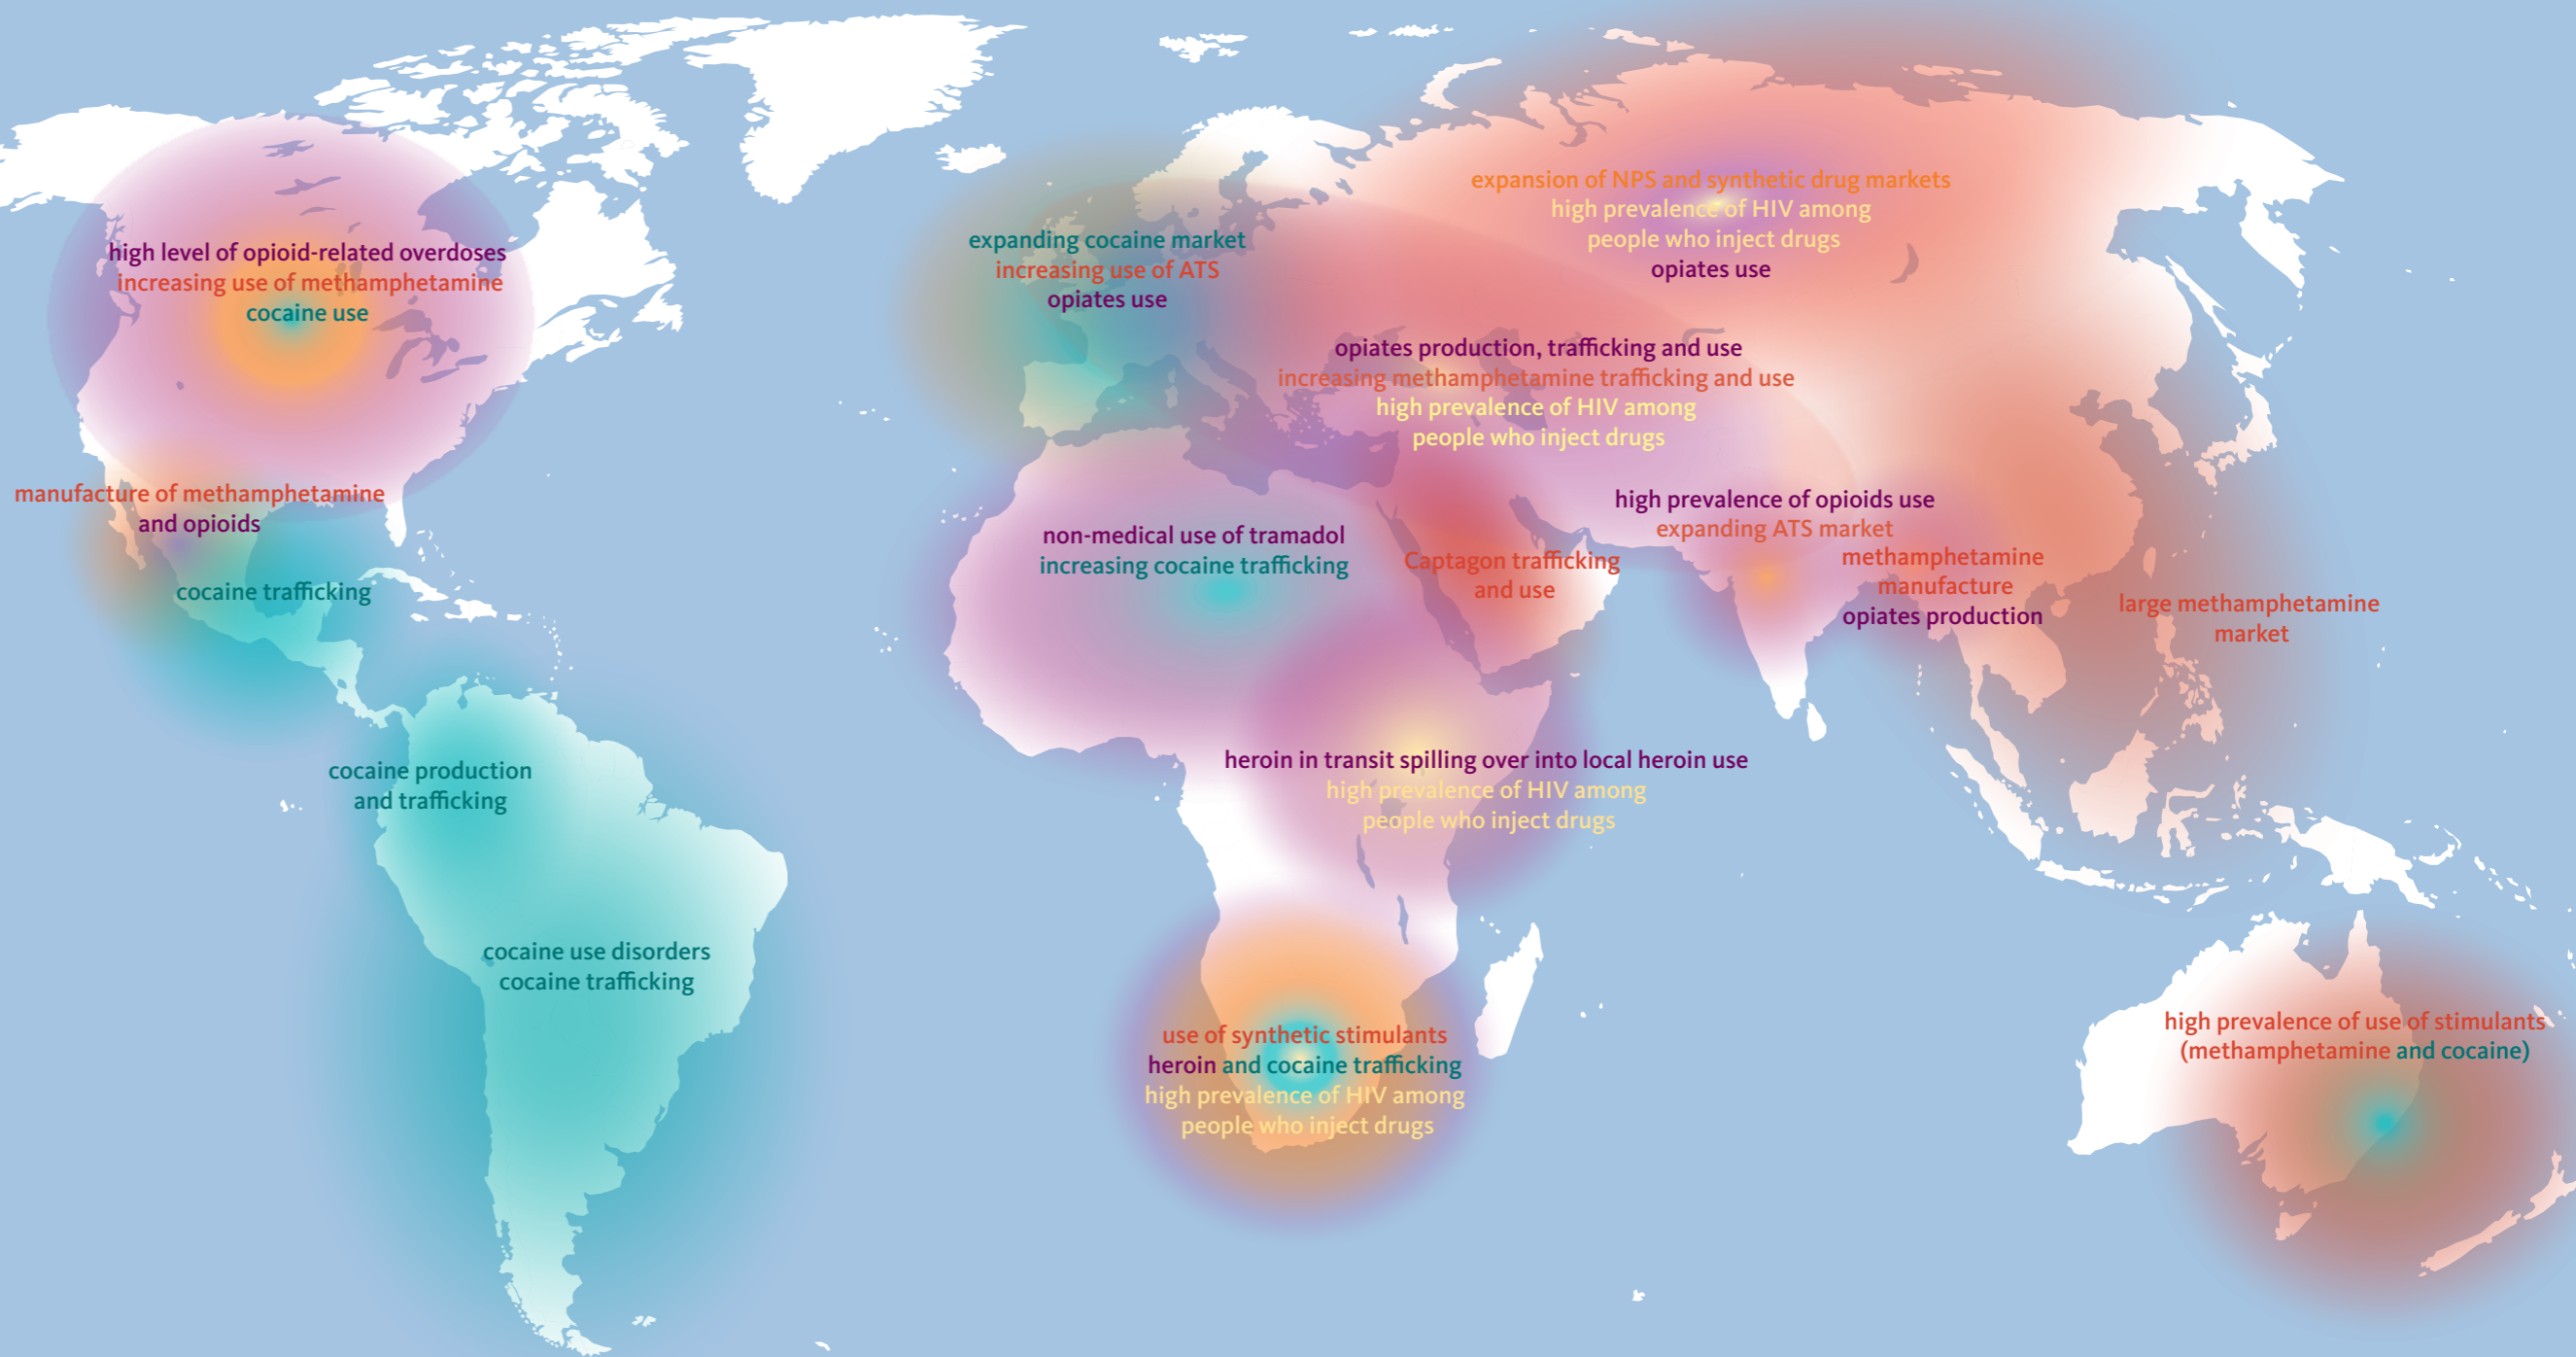 high level of opioid-related overdoses
increasing use of methamphetamine
cocaine use
manufacture of methamphetamine
and opioids
cocaine trafficking
cocaine production
and trafficking
cocaine use disorders
cocaine trafficking
expanding cocaine market
increasing use of ATS
opiates use
expansion of NPS and synthetic drug markets
high prevalence of HIV among
people who inject drugs
opiates use
opiates production, trafficking and use
increasing methamphetamine trafficking and use
high prevalence of HIV among
people who inject drugs
non-medical use of tramadol
increasing cocaine trafficking
Captagon trafficking
and use
high prevalence of opioids use
expanding ATS market
methamphetamine
manufacture
opiates production
large methamphetamine
market
heroin in transit spilling over into local heroin use
high prevalence of HIV among
people who inject drugs
use of synthetic stimulants
heroin and cocaine trafficking
high prevalence of HIV among
people who inject drugs
high prevalence of use of stimulants
(methamphetamine and cocaine)